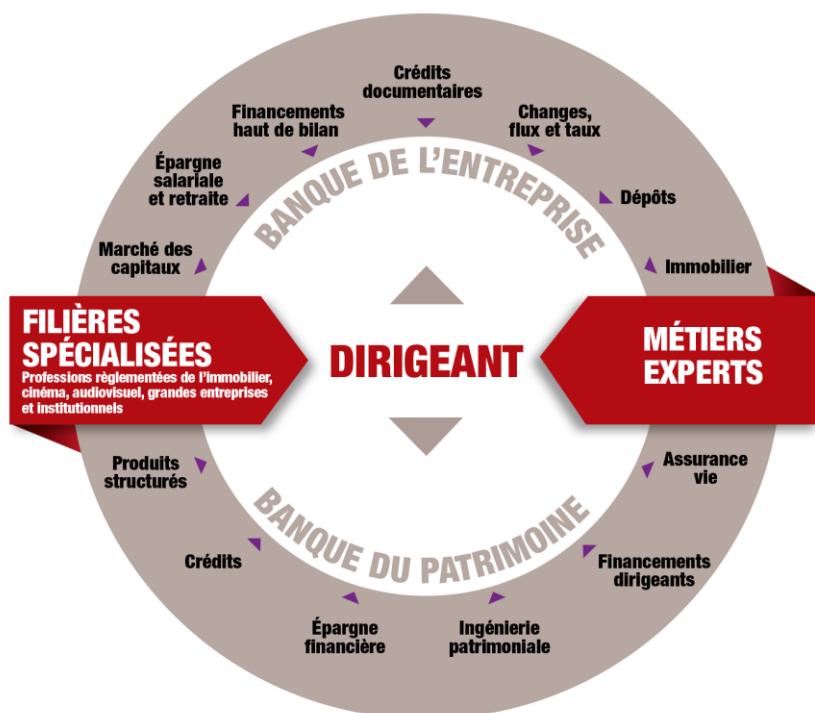 Crédits
documentaires
Financements
haut de bilan
Changes,
flux et taux
Épargne
salariale
et retraite
Dépôts
Marché des
capitaux
Immobilier
BANQUE DE L'ENTREPRISE
FILIÈRES
SPÉCIALISÉES
Professions règlementées de l'immobilier,
cinéma, audiovisuel, grandes entreprises
et institutionnels
DIRIGEANT
MÉTIERS
EXPERTS
BANQUE DU PATRIMOINE
Produits
structurés
Assurance
vie
Crédits
Financements
dirigeants
Épargne
financière
Ingénierie
patrimoniale